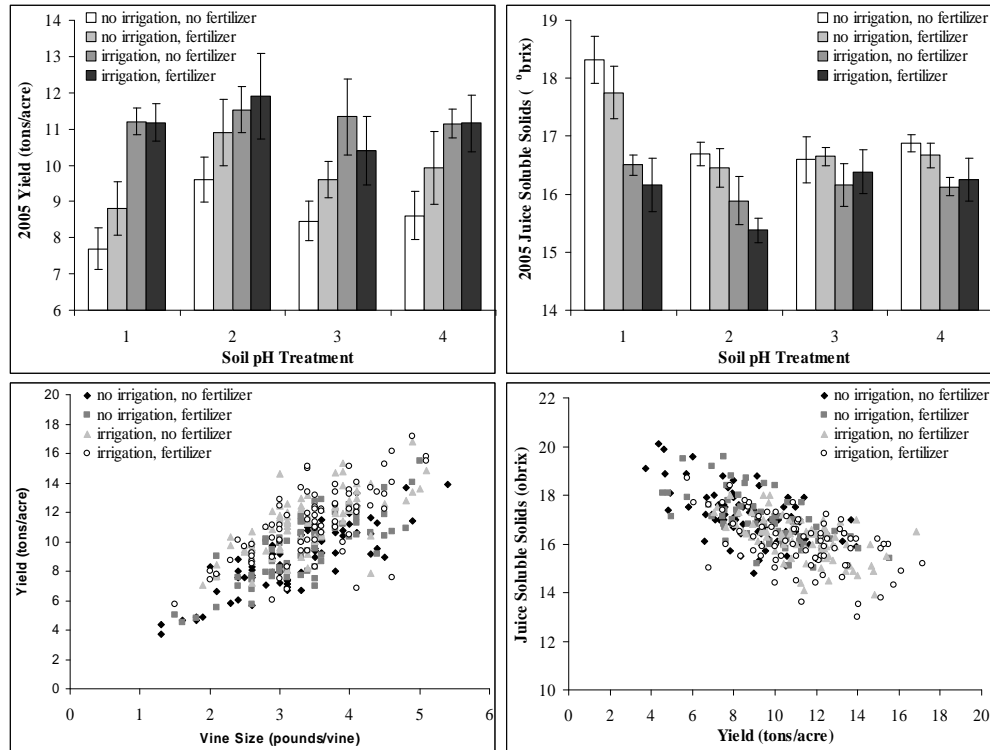 no irrigation, no fertilizer
no irrigation, fertilizer
irrigation, no fertilizer
irrigation, fertilizer
2005 Yield (tons/acre)
14
13
12
11
10
9
8
7
6
1 2 3 4
Soil pH Treatment
no irrigation, no fertilizer
no irrigation, fertilizer
irrigation, no fertilizer
irrigation, fertilizer
2005 Juice Soluble Solids (°brix)
19
18
17
16
15
14
1 2 3 4
Soil pH Treatment
no irrigation, no fertilizer
no irrigation, fertilizer
irrigation, no fertilizer
irrigation, fertilizer
Yield (tons/acre)
20
18
16
14
12
10
8
6
4
2
0
0 1 2 3 4 5 6
Vine Size (pounds/vine)
no irrigation, no fertilizer
no irrigation, fertilizer
irrigation, no fertilizer
irrigation, fertilizer
Juice Soluble Solids (obrix)
22
20
18
16
14
12
10
0 2 4 6 8 10 12 14 16 18 20
Yield (tons/acre)